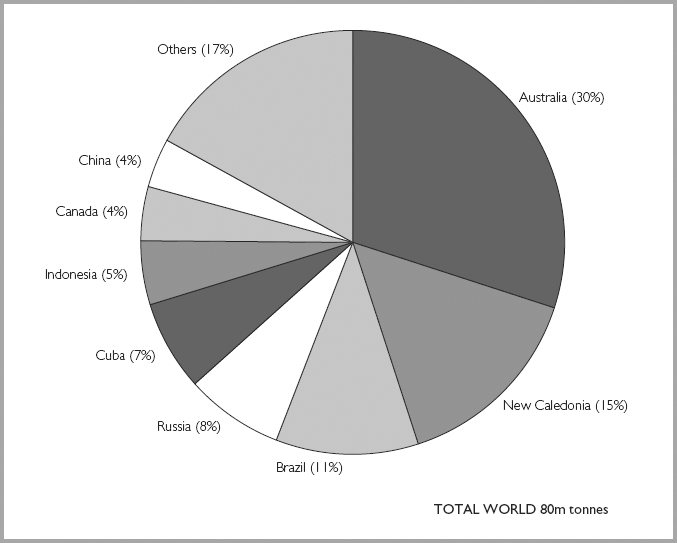 Others (17%)
Australia (30%)
China (4%)
Canada (4%)
Indonesia (5%)
Cuba (7%)
New Caledonia (15%)
Russia (8%)
Brazil (11%)
TOTAL WORLD 80m tonnes